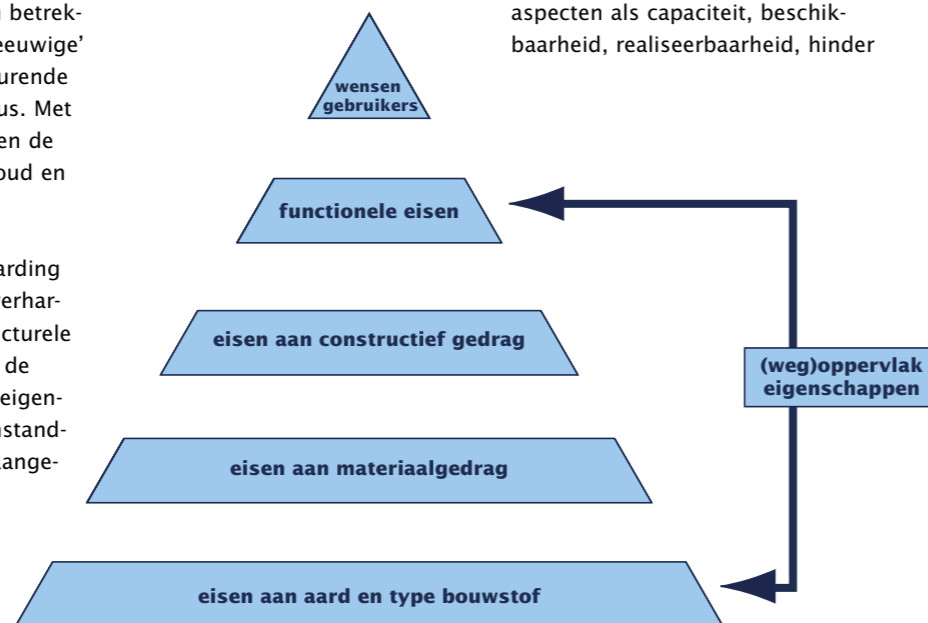 betrek-
eeuwige’
urende
us. Met
en de
oud en
arding
erhar-
cturele
de
eigen-
nstand-
ange-
aspecten als capaciteit, beschik-
baarheid, realiseerbaarheid, hinder
wensen
gebruikers
functionele eisen
eisen aan constructief gedrag
(weg)oppervlak
eigenschappen
eisen aan materiaalgedrag
eisen aan aard en type bouwstof